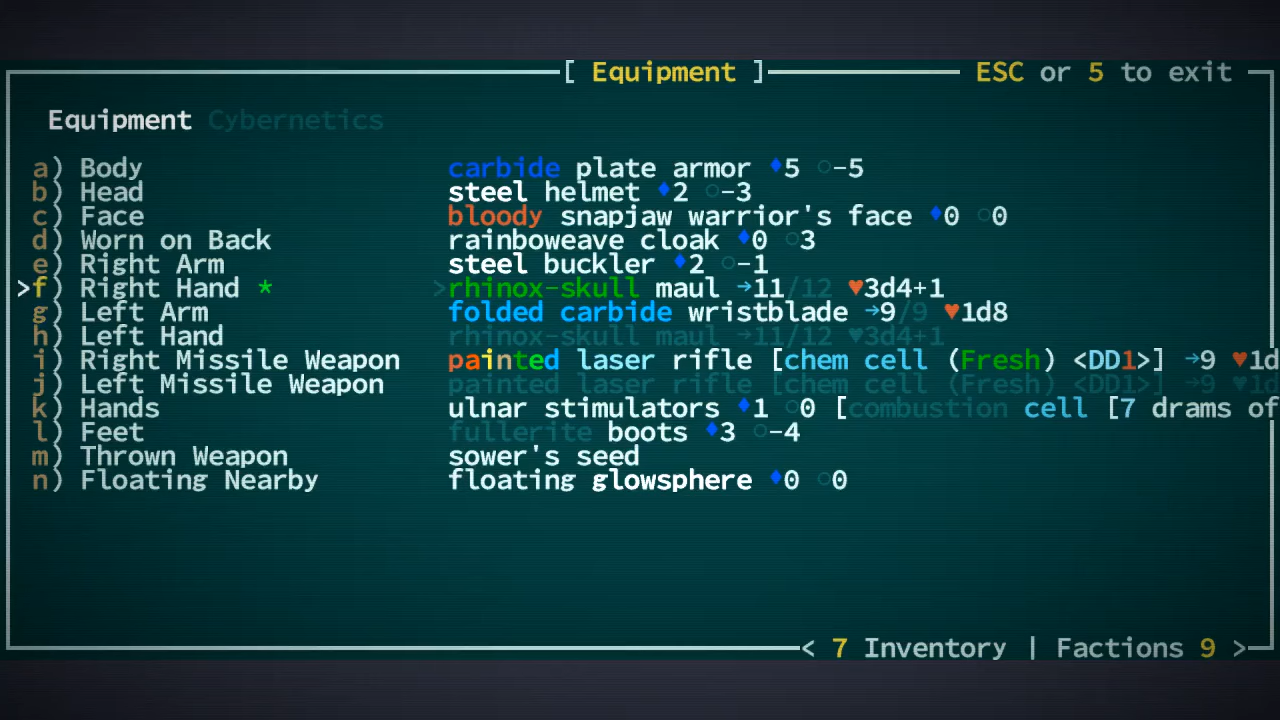 [ Equipment ] ESC or 5 to exit
Equipment Cybernetics
a) Body carbide plate armor ♦5 ○-5
b) Head steel helmet ♦2 ○-3
c) Face bloody snapjaw warrior's face ♦0 ○0
d) Worn on Back rainboweave cloak ♦0 ○3
e) Right Arm steel buckler ♦2 ○-1
>f) Right Hand * >rhinox-skull maul →11/12 ♥3d4+1
g) Left Arm folded carbide wristblade →9/9 ♥1d8
h) Left Hand rhinox-skull maul →11/12 ♥3d4+1
i) Right Missile Weapon painted laser rifle [chem cell (Fresh) <DD1>] →9 ♥1d
j) Left Missile Weapon painted laser rifle [chem cell (Fresh) <DD1>] →9 ♥1d
k) Hands ulnar stimulators ♦1 ○0 [combustion cell [7 drams of
l) Feet fullerite boots ♦3 ○-4
m) Thrown Weapon sower's seed
n) Floating Nearby floating glowsphere ♦0 ○0
< 7 Inventory | Factions 9 >